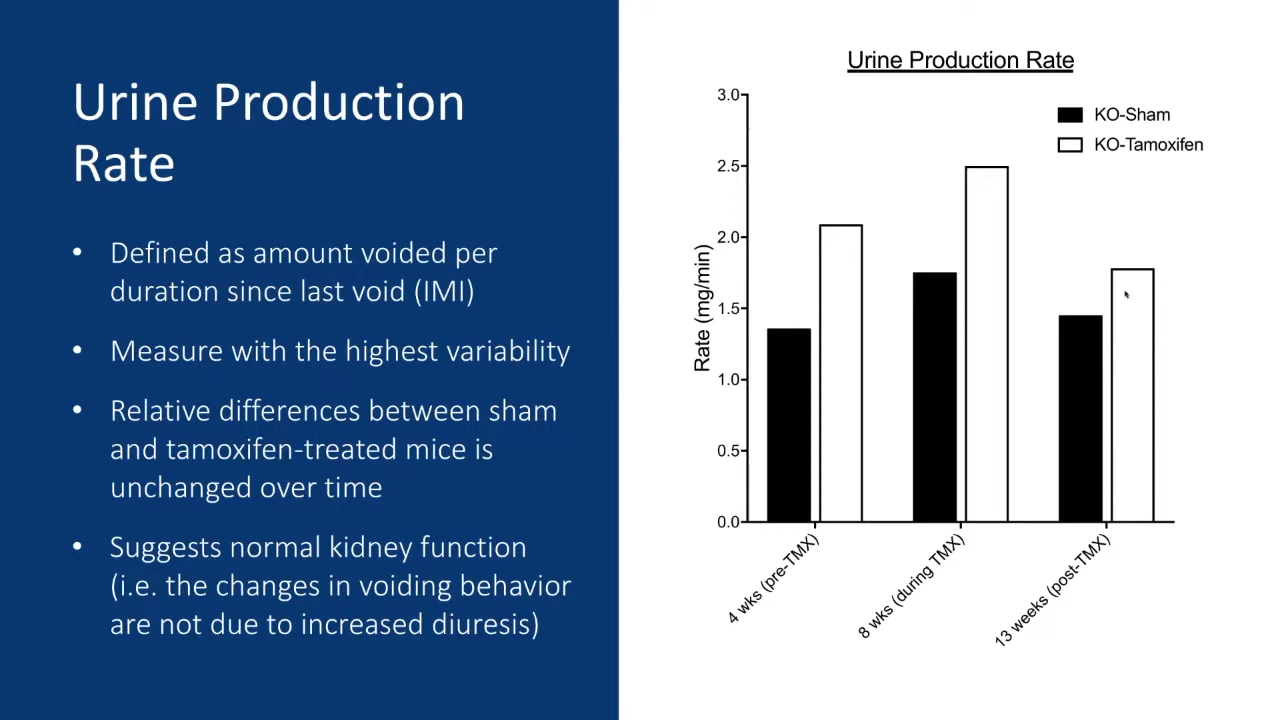 Urine Production
Rate
• Defined as amount voided per
duration since last void (IMI)
• Measure with the highest variability
• Relative differences between sham
and tamoxifen-treated mice is
unchanged over time
• Suggests normal kidney function
(i.e. the changes in voiding behavior
are not due to increased diuresis)
Urine Production Rate
KO-Sham
KO-Tamoxifen
Rate (mg/min)
3.0
2.5
2.0
1.5
1.0
0.5
0.0
4 wks (pre-TMX)
8 wks (during TMX)
13 weeks (post-TMX)